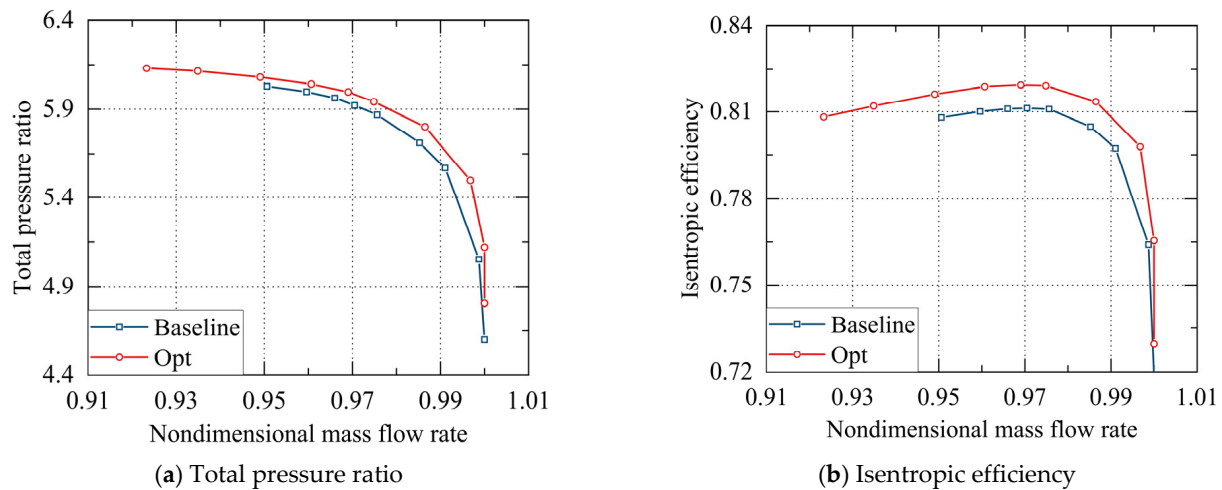 6.4
5.9
5.4
4.9
4.4
Total pressure ratio
Baseline
Opt
0.91 0.93 0.95 0.97 0.99 1.01
Nondimensional mass flow rate
(a) Total pressure ratio
0.84
0.81
0.78
0.75
0.72
Isentropic efficiency
Baseline
Opt
0.91 0.93 0.95 0.97 0.99 1.01
Nondimensional mass flow rate
(b) Isentropic efficiency